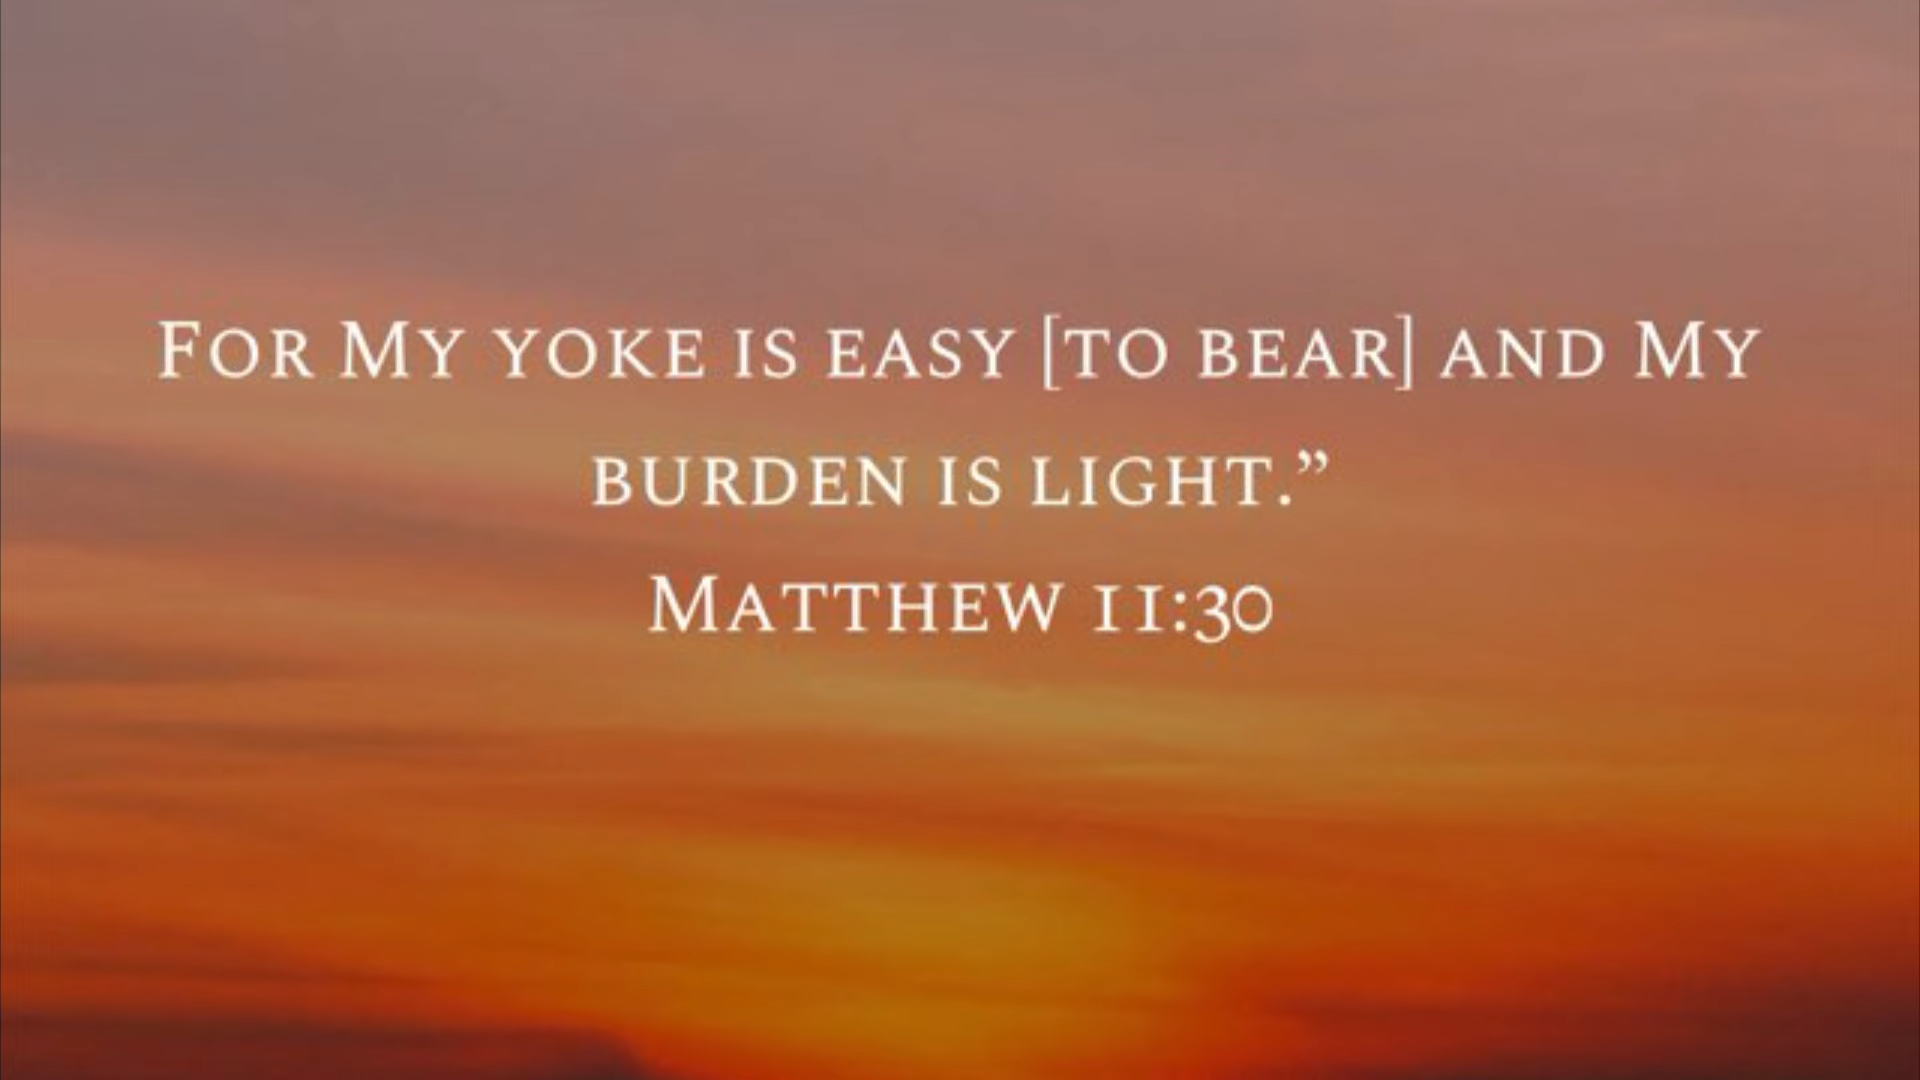 For My yoke is easy [to bear] and My
burden is light.”
Matthew 11:30